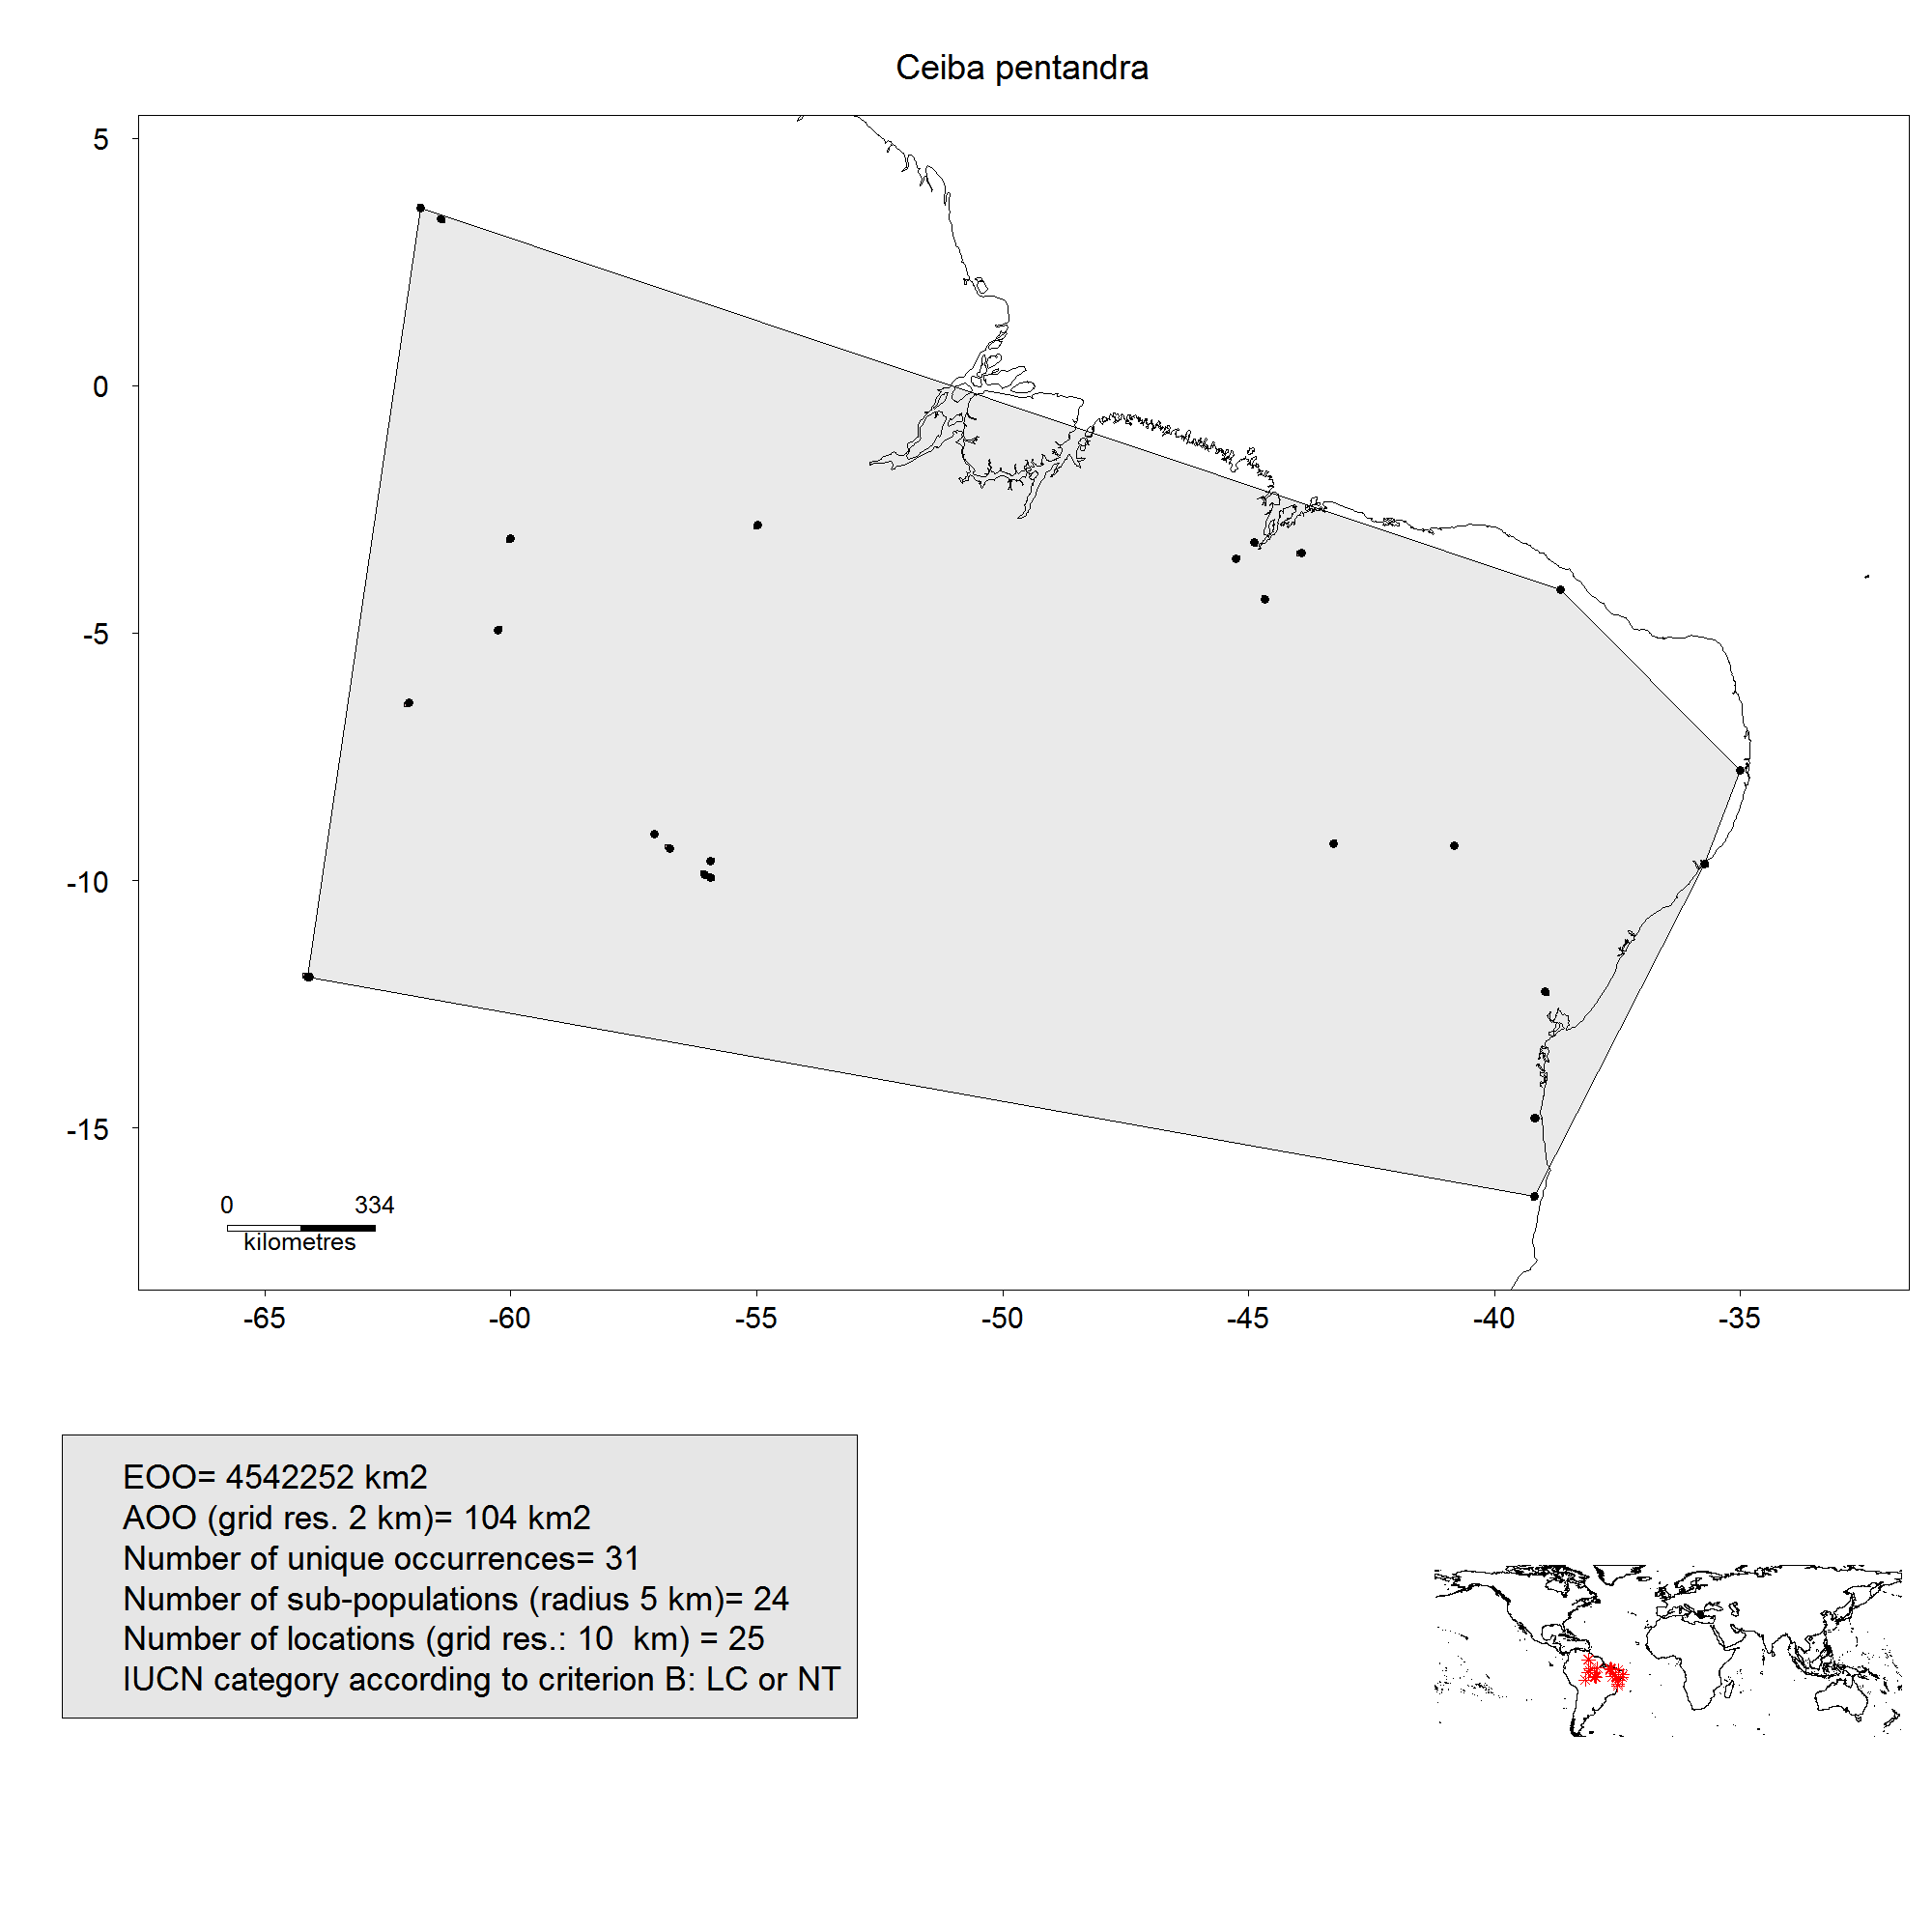 Ceiba pentandra
5
0
-5
-10
-15
0 334
kilometres
-65 -60 -55 -50 -45 -40 -35
EOO= 4542252 km2
AOO (grid res. 2 km)= 104 km2
Number of unique occurrences= 31
Number of sub-populations (radius 5 km)= 24
Number of locations (grid res.: 10  km) = 25
IUCN category according to criterion B: LC or NT